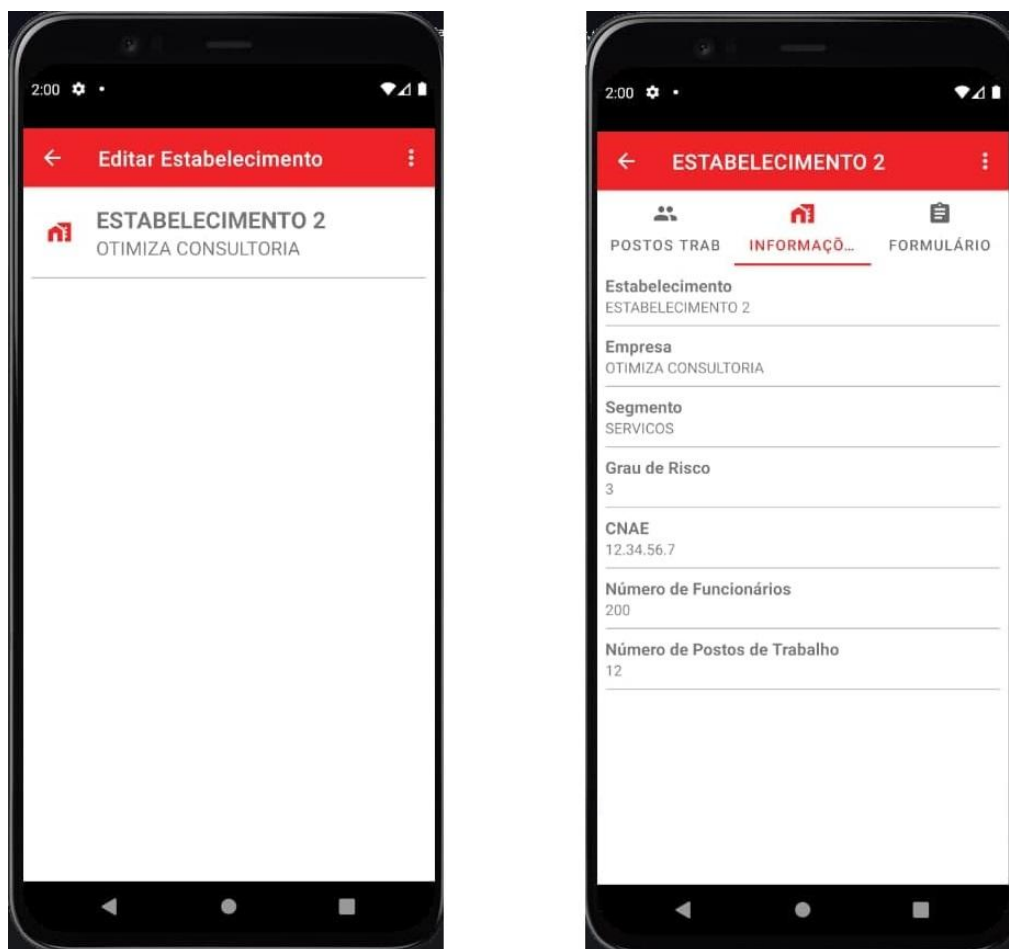 2:00
Editar Estabelecimento
ESTABELECIMENTO 2
OTIMIZA CONSULTORIA
2:00
ESTABELECIMENTO 2
POSTOS TRAB
INFORMAÇÕ...
FORMULÁRIO
Estabelecimento
ESTABELECIMENTO 2
Empresa
OTIMIZA CONSULTORIA
Segmento
SERVICOS
Grau de Risco
3
CNAE
12.34.56.7
Número de Funcionários
200
Número de Postos de Trabalho
12